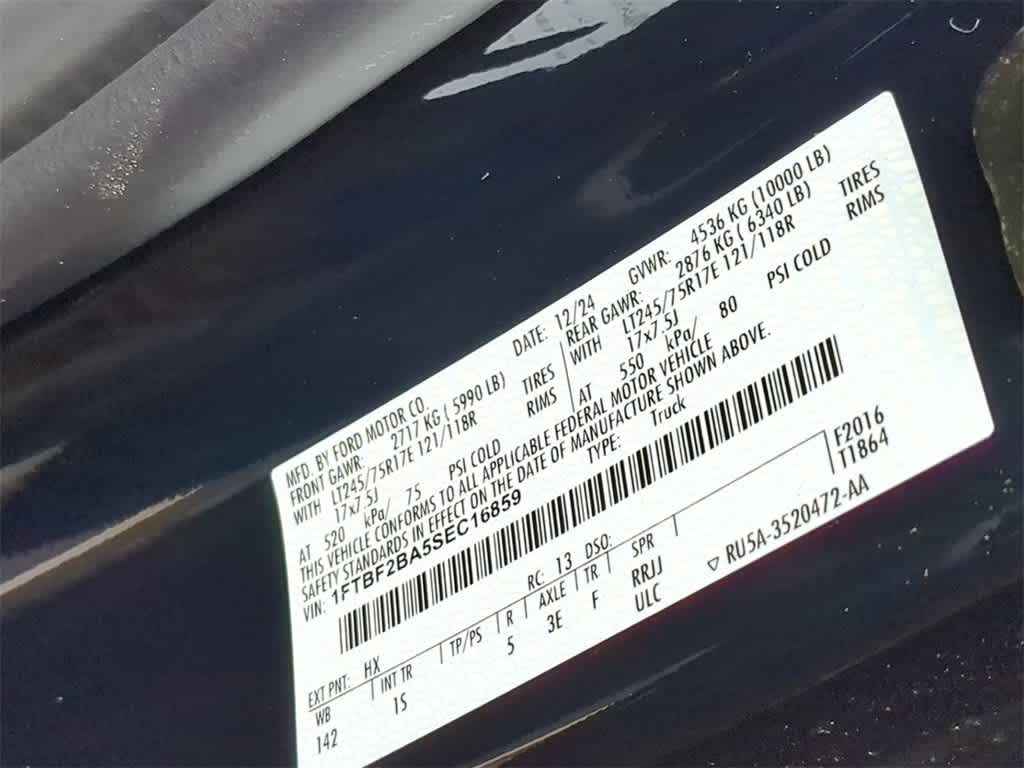 MFD. BY FORD MOTOR CO.
DATE: 12/24 GVWR: 4536 KG (10000 LB)
FRONT GAWR: 2717 KG ( 5990 LB) REAR GAWR: 2876 KG ( 6340 LB)
WITH LT245/75R17E 121/118R TIRES WITH LT245/75R17E 121/118R TIRES
17x7.5J RIMS 17x7.5J RIMS
AT 520 kPa/ 75 PSI COLD AT 550 kPa/ 80 PSI COLD
THIS VEHICLE CONFORMS TO ALL APPLICABLE FEDERAL MOTOR VEHICLE
SAFETY STANDARDS IN EFFECT ON THE DATE OF MANUFACTURE SHOWN ABOVE.
VIN: 1FTBF2BA5SEC16859 TYPE: Truck
F2016
T1864
EXT PNT: HX RC: 13 DSO:
WB INT TR TP/PS R AXLE TR SPR
142 15 5 3E F RRJJ
ULC
▽ RU5A-3520472-AA